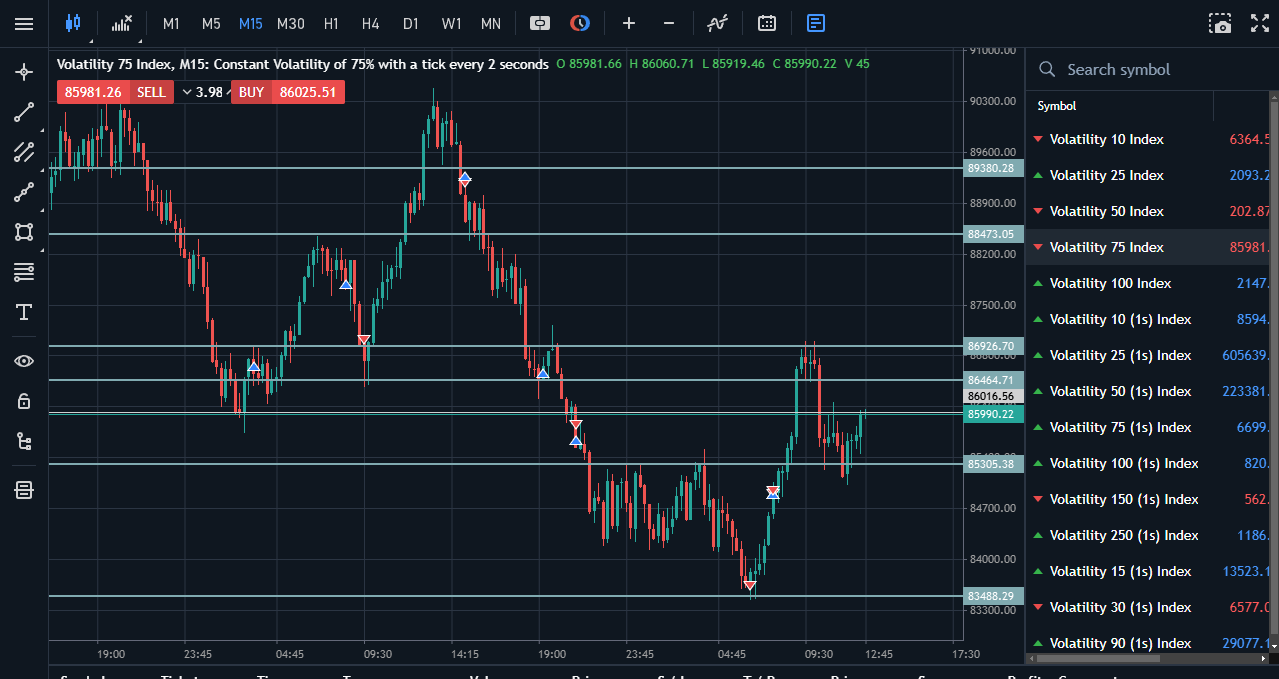 M1 M5 M15 M30 H1 H4 D1 W1 MN
Volatility 75 Index, M15: Constant Volatility of 75% with a tick every 2 seconds O 85981.66 H 86060.71 L 85919.46 C 85990.22 V 45
85981.26 SELL 3.98 BUY 86025.51
91000.00
90300.00
89600.00
89380.28
88900.00
88473.05
88200.00
87500.00
86926.70
86800.00
86464.71
86016.56
85990.22
85305.38
84700.00
84000.00
83488.29
83300.00
19:00 23:45 04:45 09:30 14:15 19:00 23:45 04:45 09:30 12:45 17:30
Search symbol
Symbol
Volatility 10 Index 6364.5
Volatility 25 Index 2093.2
Volatility 50 Index 202.87
Volatility 75 Index 85981.
Volatility 100 Index 2147.
Volatility 10 (1s) Index 8594.
Volatility 25 (1s) Index 605639.
Volatility 50 (1s) Index 223381.
Volatility 75 (1s) Index 6699.
Volatility 100 (1s) Index 820.
Volatility 150 (1s) Index 562.
Volatility 250 (1s) Index 1186.
Volatility 15 (1s) Index 13523.1
Volatility 30 (1s) Index 6577.0
Volatility 90 (1s) Index 29077.1